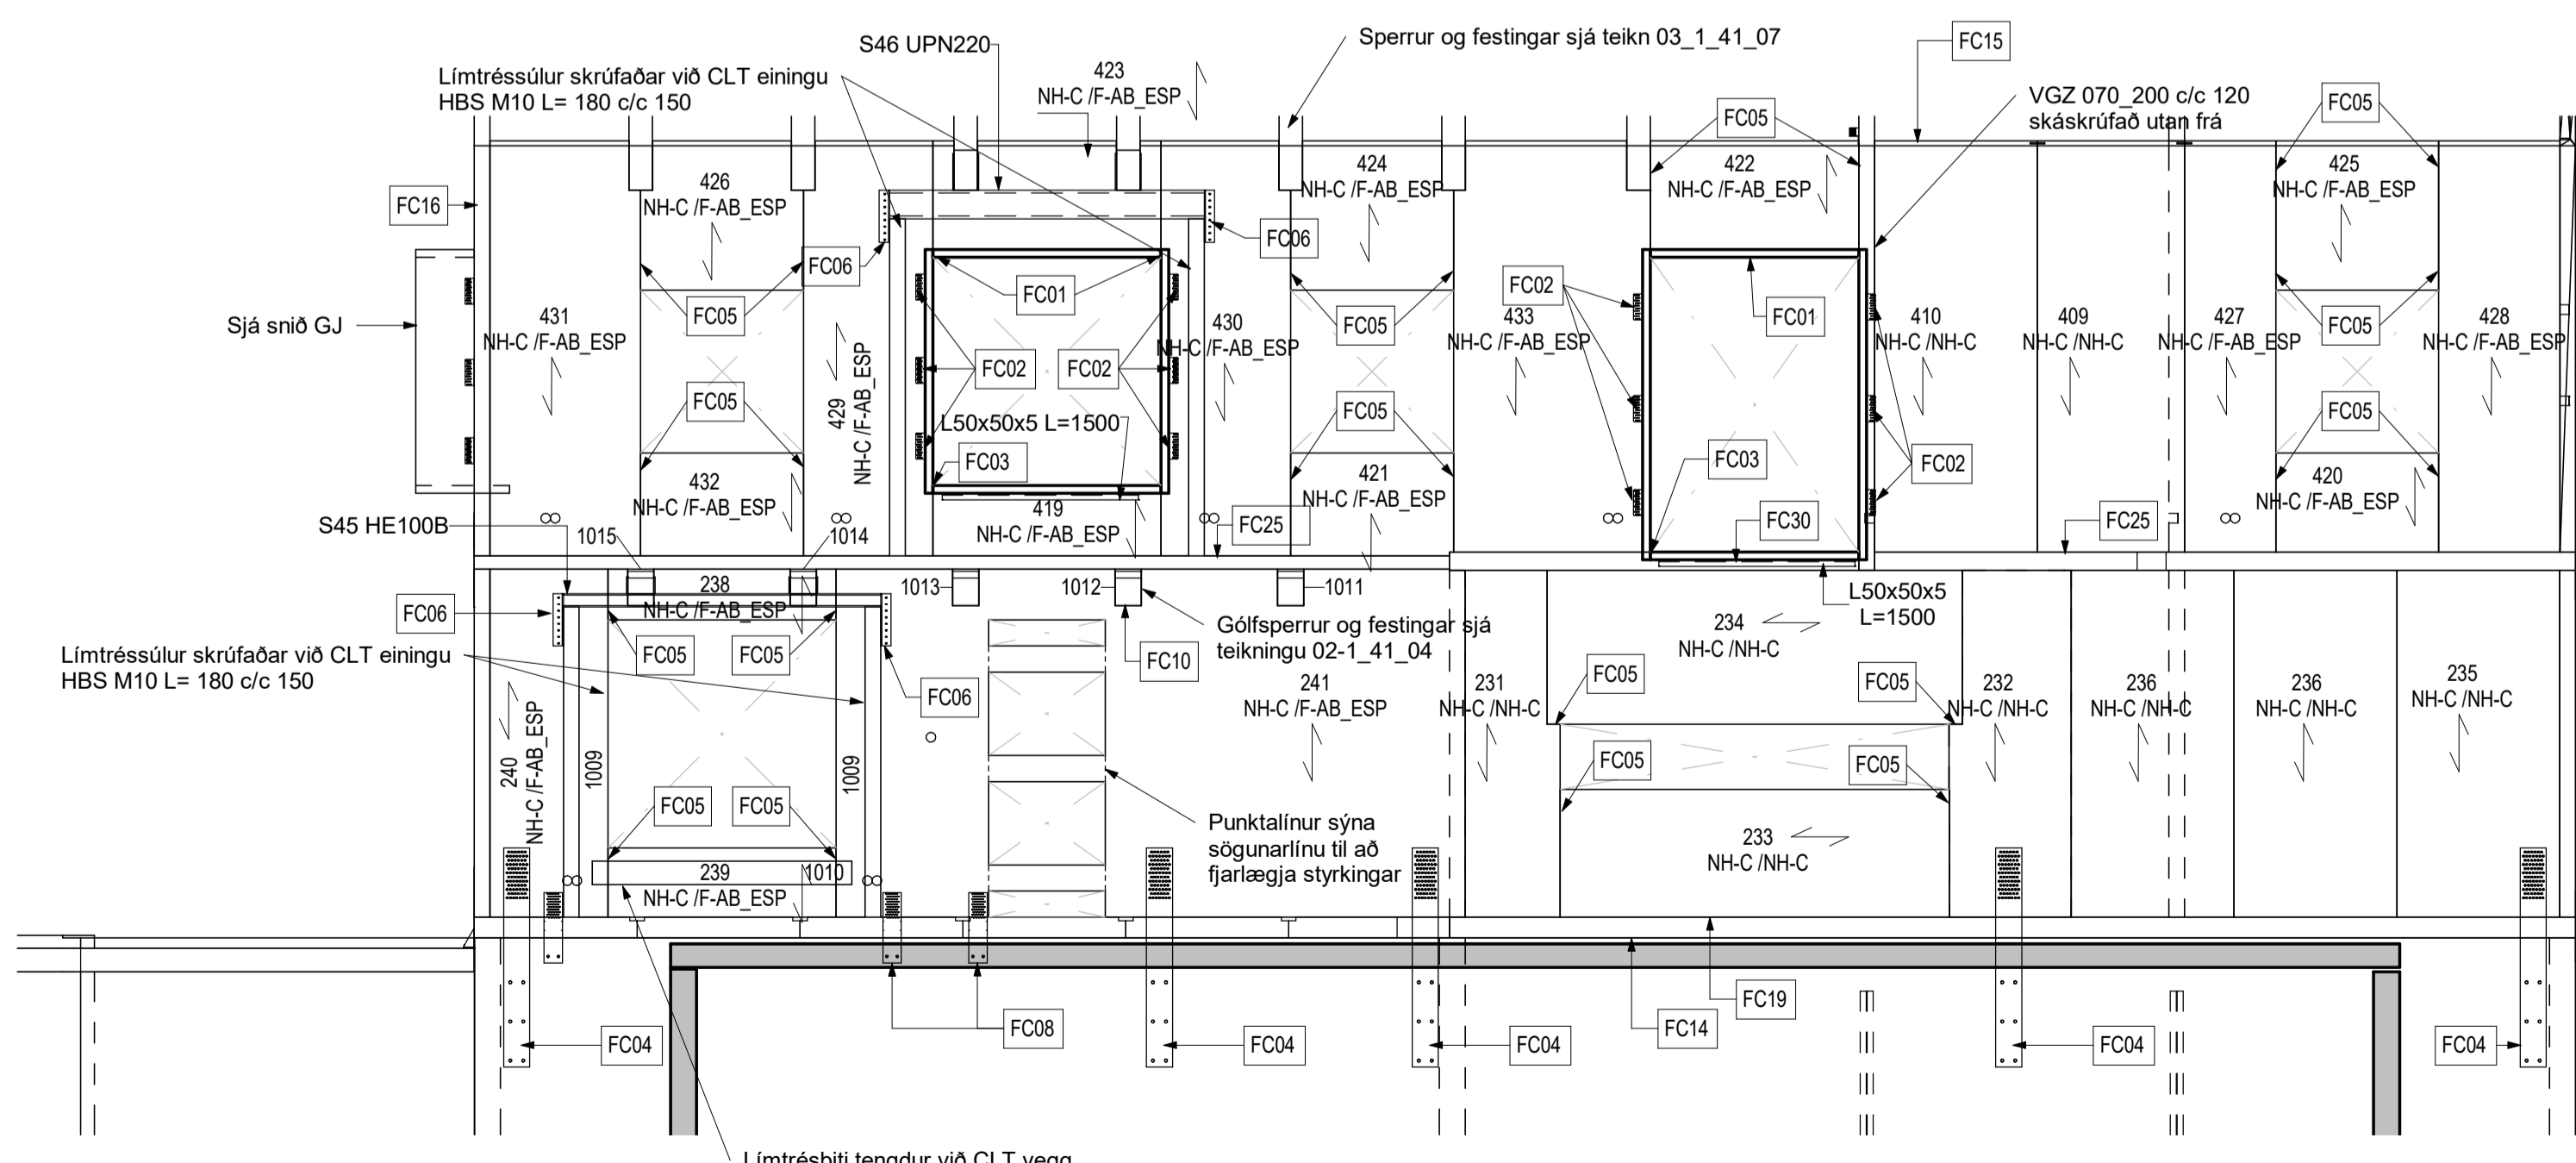 Sperrur og festingar sjá teikn 03_1_41_07
FC15
S46 UPN220
Límtréssúlur skrúfaðar við CLT einingu
HBS M10 L= 180 c/c 150
423
NH-C /F-AB_ESP
VGZ 070_200 c/c 120
skáskrúfað utan frá
FC05
FC05
426
NH-C /F-AB_ESP
424
NH-C /F-AB_ESP
422
NH-C /F-AB_ESP
425
NH-C /F-AB_ESP
FC16
FC06
FC06
FC01
FC02
FC01
Sjá snið GJ
431
NH-C /F-AB_ESP
FC05
429
NH-C /F-AB_ESP
430
NH-C /F-AB_ESP
FC05
433
NH-C /F-AB_ESP
410
NH-C /NH-C
409
NH-C /NH-C
427
NH-C /F-AB_ESP
FC05
428
NH-C /F-AB_ESP
FC02
FC02
FC05
FC05
FC05
L50x50x5 L=1500
FC03
FC03
FC02
432
NH-C /F-AB_ESP
421
NH-C /F-AB_ESP
420
NH-C /F-AB_ESP
419
NH-C /F-AB_ESP
FC25
FC30
FC25
S45 HE100B
1015
1014
238
NH-C /F-AB_ESP
1013
1012
1011
L50x50x5
L=1500
FC06
Gólfsperrur og festingar sjá
teikningu 02-1_41_04
234
NH-C /NH-C
Límtréssúlur skrúfaðar við CLT einingu
HBS M10 L= 180 c/c 150
FC05
FC05
FC10
FC06
241
NH-C /F-AB_ESP
231
NH-C /NH-C
FC05
FC05
232
NH-C /NH-C
236
NH-C /NH-C
236
NH-C /NH-C
235
NH-C /NH-C
240
NH-C /F-AB_ESP
1009
1009
FC05
FC05
FC05
FC05
Punktalínur sýna
sögunarlínu til að
fjarlægja styrkingar
233
NH-C /NH-C
239
NH-C /F-AB_ESP
1010
FC19
FC08
FC14
FC04
FC04
FC04
FC04
FC04
Límtrésbiti tengdur við CLT vegg